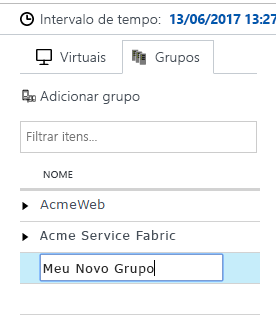 Intervalo de tempo: 13/06/2017 13:27
Virtuais Grupos
Adicionar grupo
Filtrar itens...
NOME
AcmeWeb
Acme Service Fabric
Meu Novo Grupo